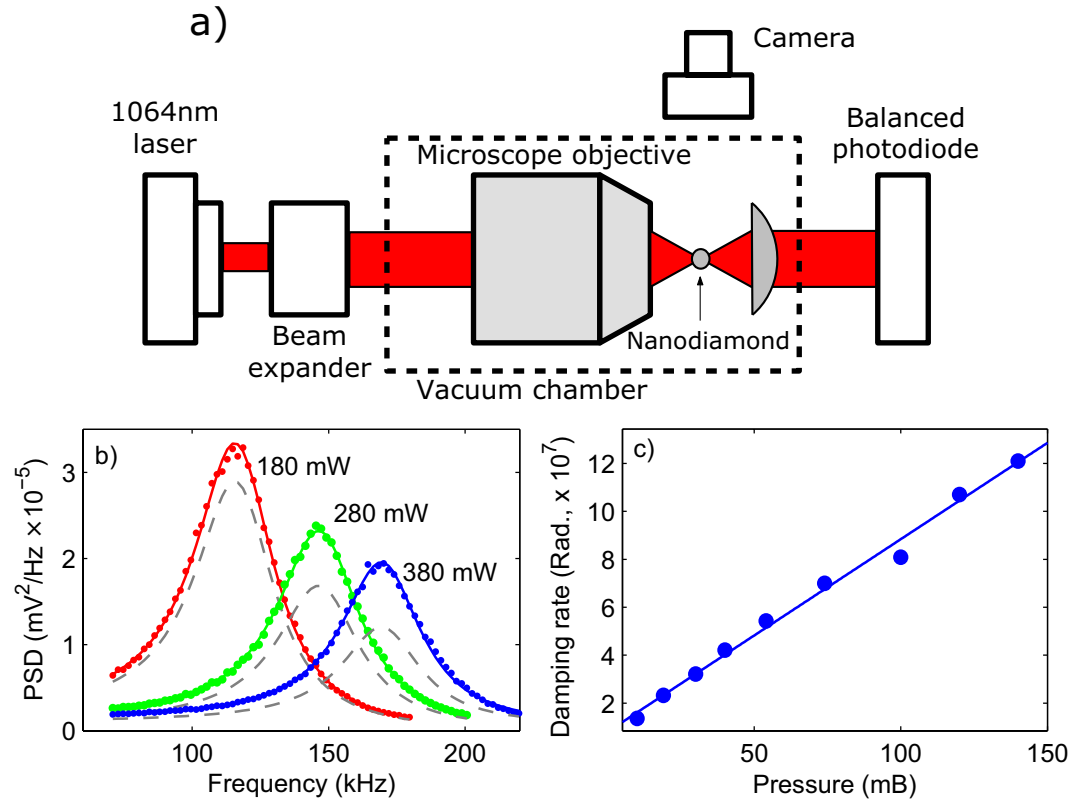 a)
Camera
1064nm
laser
Balanced
photodiode
Microscope objective
Nanodiamond
Beam
expander
Vacuum chamber
b)
180 mW
280 mW
380 mW
PSD (mV²/Hz ×10⁻⁵)
3
2
1
0
100
150
200
Frequency (kHz)
c)
Damping rate (Rad., x 10⁷)
12
10
8
6
4
2
50
100
150
Pressure (mB)